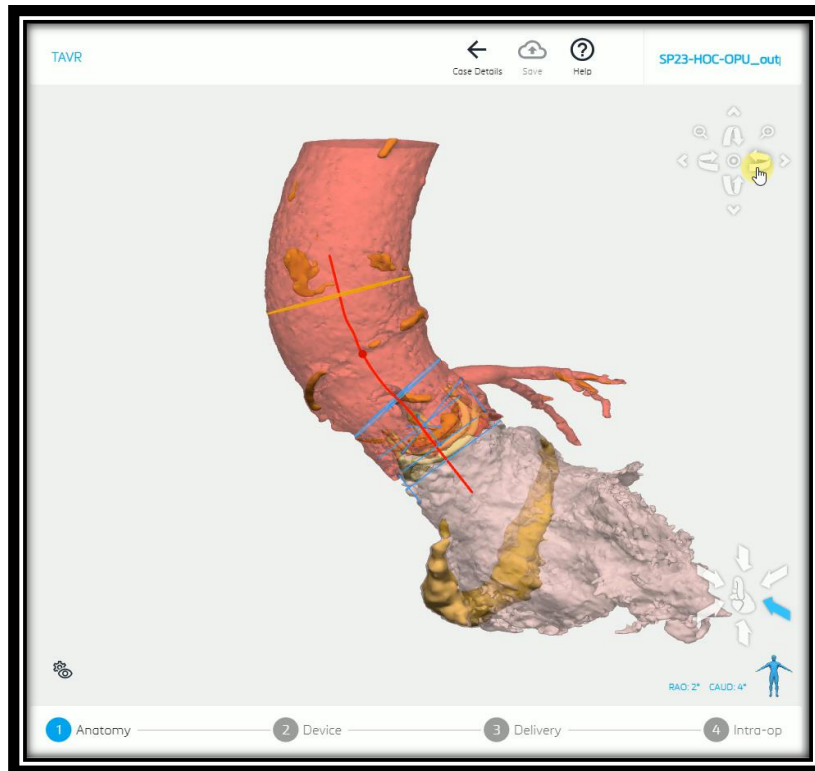 TAVR
Case Details
Save
Help
SP23-HOC-OPU_out
RAO: 2° CAUD: 4°
1 Anatomy
2 Device
3 Delivery
4 Intra-op